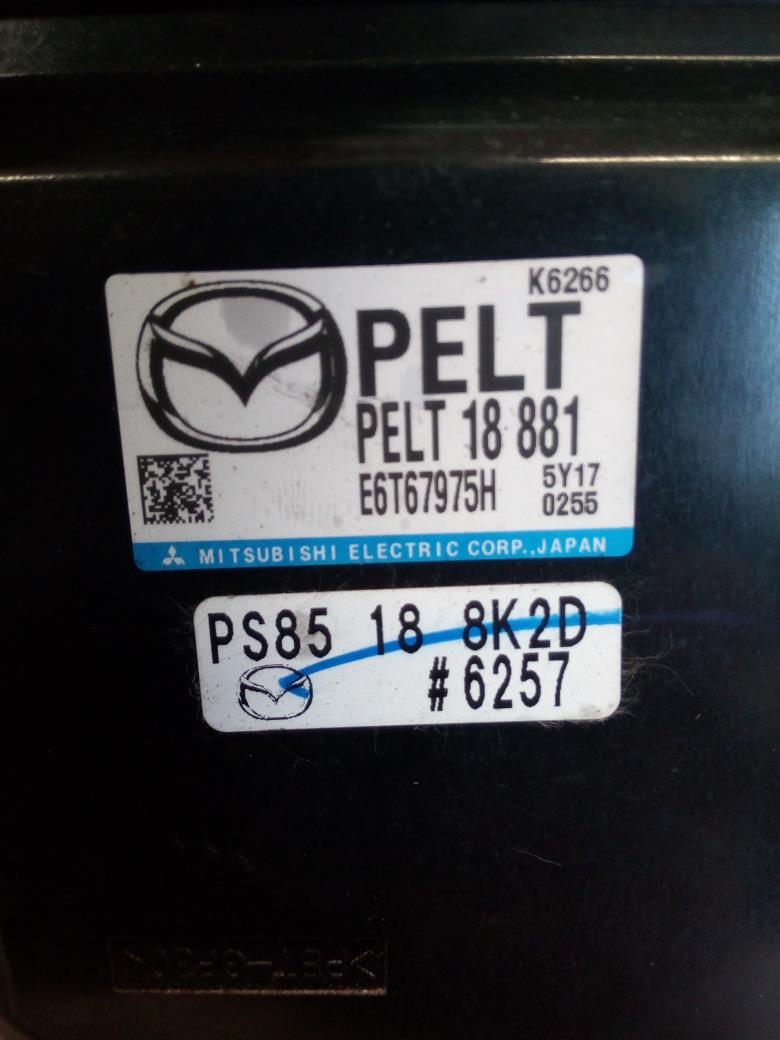 K6266
PELT
PELT 18 881
E6T67975H
5Y17
0255
MITSUBISHI ELECTRIC CORP.,JAPAN
PS85 18 8K2D
#6257